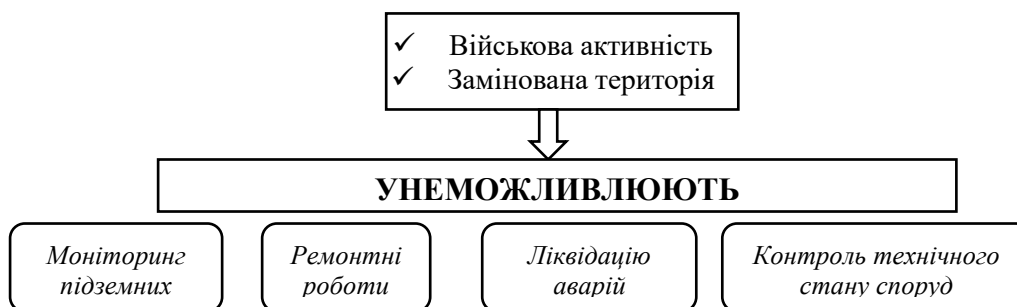 ✓ Військова активність
✓ Замінована територія
УНЕМОЖЛИВЛЮЮТЬ
Моніторинг
підземних
Ремонтні
роботи
Ліквідацію
аварій
Контроль технічного
стану споруд